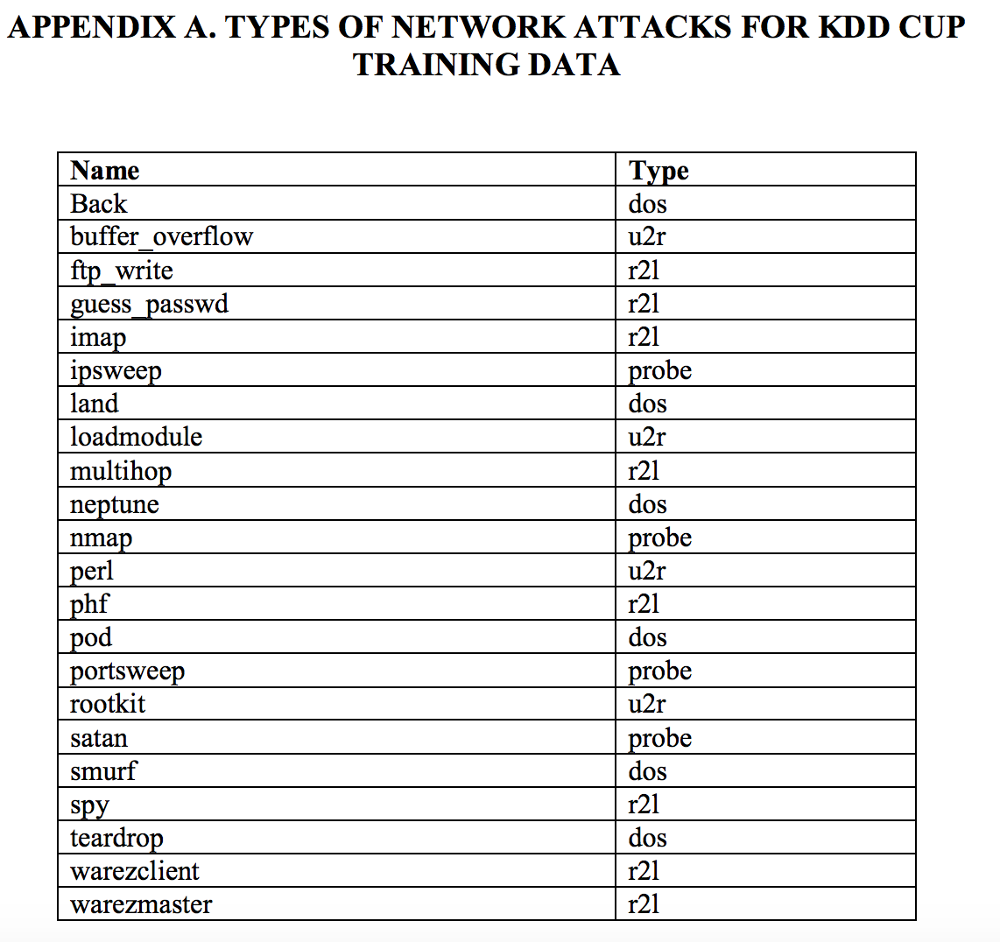 APPENDIX A. TYPES OF NETWORK ATTACKS FOR KDD CUP
TRAINING DATA
Name Type
Back dos
buffer_overflow u2r
ftp_write r2l
guess_passwd r2l
imap r2l
ipsweep probe
land dos
loadmodule u2r
multihop r2l
neptune dos
nmap probe
perl u2r
phf r2l
pod dos
portsweep probe
rootkit u2r
satan probe
smurf dos
spy r2l
teardrop dos
warezclient r2l
warezmaster r2l